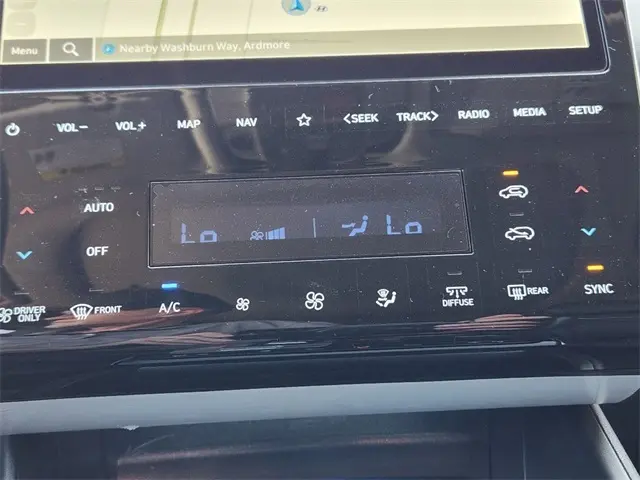 Menu
Nearby Washburn Way, Ardmore
VOL− VOL+ MAP NAV <SEEK TRACK> RADIO MEDIA SETUP
AUTO
OFF
Lo Lo
DRIVER ONLY FRONT A/C DIFFUSE REAR SYNC